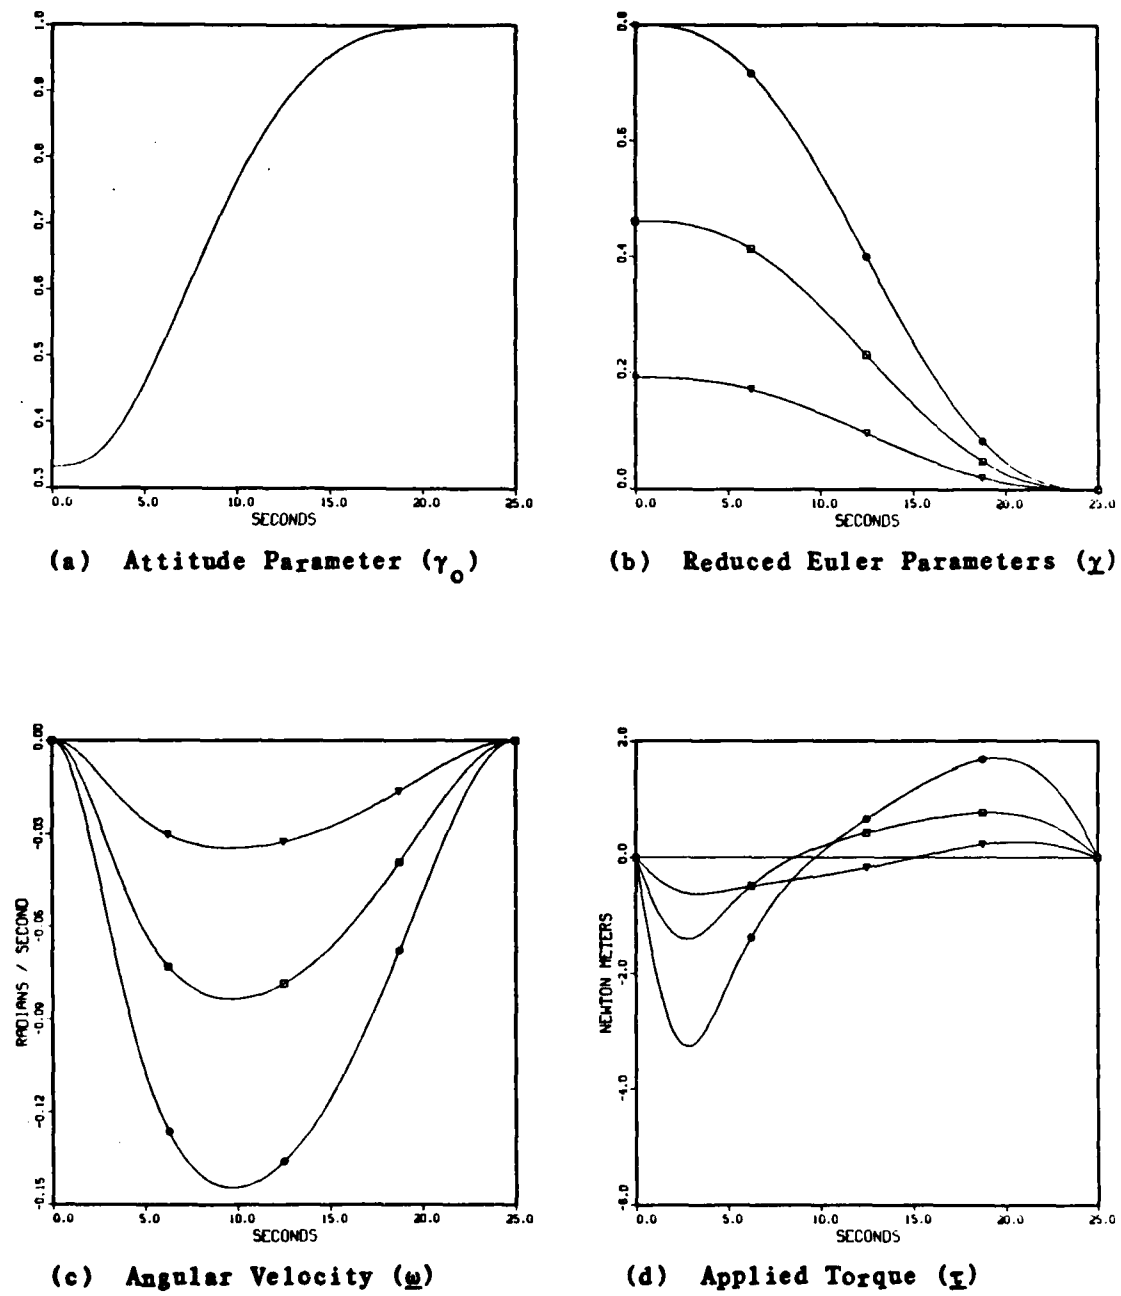 1.0
0.9
0.8
0.7
0.6
0.5
0.4
0.3
0.0 5.0 10.0 15.0 20.0 25.0
SECONDS
(a) Attitude Parameter (γo)
0.8
0.6
0.4
0.2
0.0
0.0 5.0 10.0 15.0 20.0 25.0
SECONDS
(b) Reduced Euler Parameters (γ)
0.00
-0.03
-0.06
-0.09
-0.12
-0.15
RADIANS / SECOND
0.0 5.0 10.0 15.0 20.0 25.0
SECONDS
(c) Angular Velocity (ω)
2.0
0.0
-2.0
-4.0
-6.0
NEWTON METERS
0.0 5.0 10.0 15.0 20.0 25.0
SECONDS
(d) Applied Torque (τ)